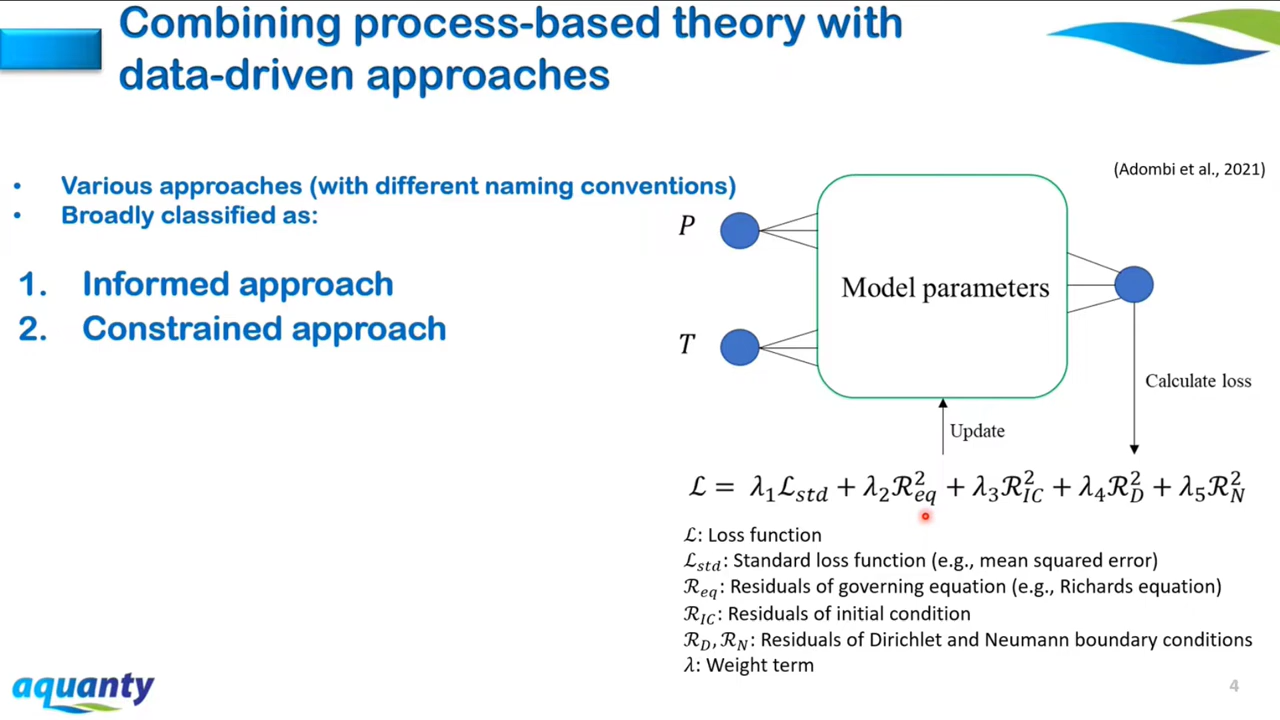 Combining process-based theory with
data-driven approaches
• Various approaches (with different naming conventions)
• Broadly classified as:
1. Informed approach
2. Constrained approach
(Adombi et al., 2021)
P
T
Model parameters
Calculate loss
Update
ℒ = λ₁ℒ_std + λ₂ℛ²_eq + λ₃ℛ²_IC + λ₄ℛ²_D + λ₅ℛ²_N
ℒ: Loss function
ℒ_std: Standard loss function (e.g., mean squared error)
ℛ_eq: Residuals of governing equation (e.g., Richards equation)
ℛ_IC: Residuals of initial condition
ℛ_D, ℛ_N: Residuals of Dirichlet and Neumann boundary conditions
λ: Weight term
aquanty
4